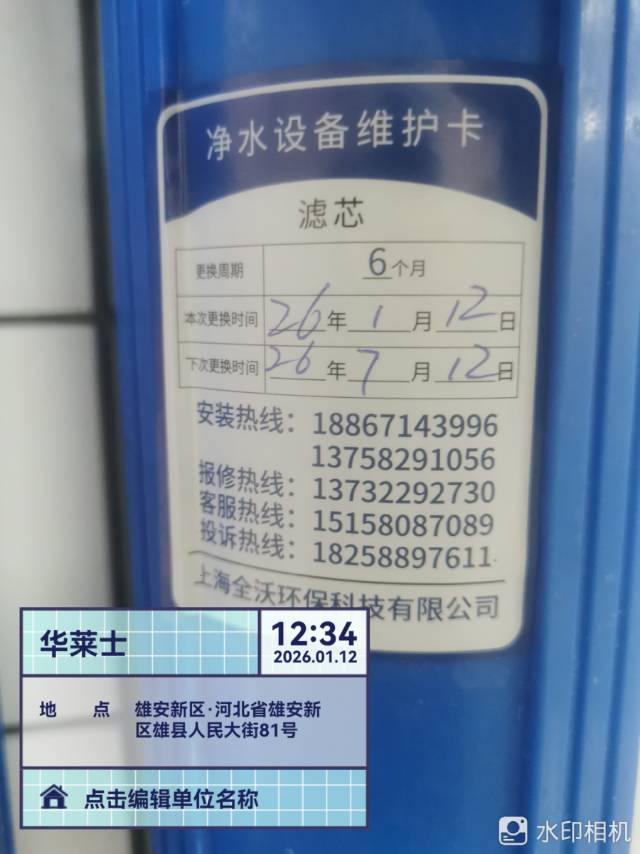 净水设备维护卡
滤芯
更换周期 6个月
本次更换时间 26年1月12日
下次更换时间 26年7月12日
安装热线：18867143996
13758291056
报修热线：13732292730
客服热线：15158087089
投诉热线：18258897611
上海全沃环保科技有限公司
华莱士
12:34
2026.01.12
地 点 雄安新区·河北省雄安新
区雄县人民大街81号
点击编辑单位名称
水印相机